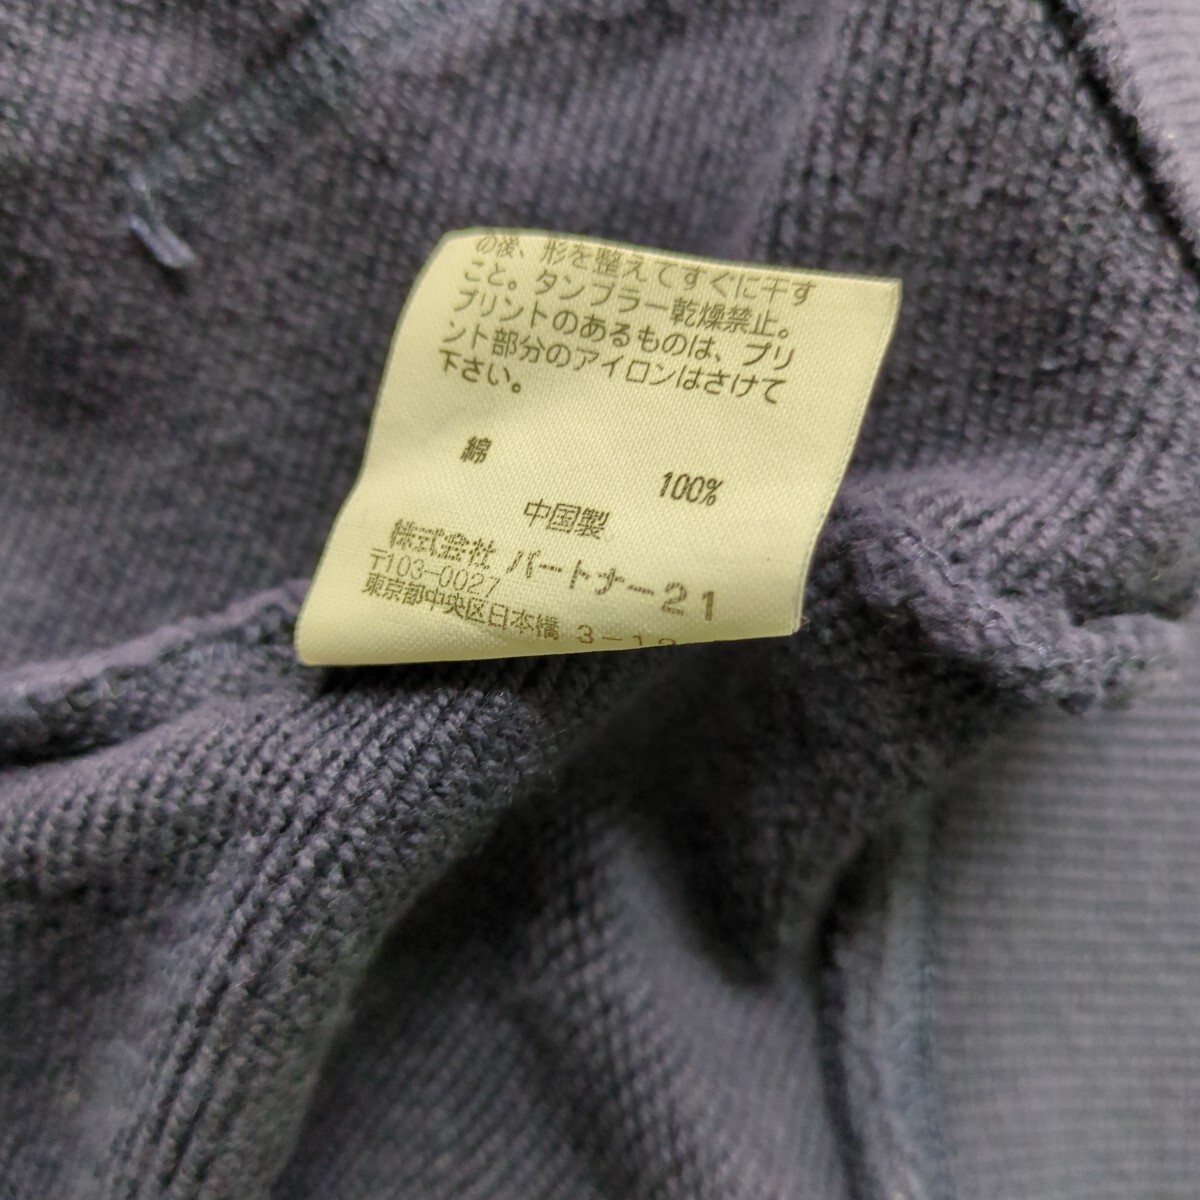 の後、形を整えてすぐに干す
こと。タンブラー乾燥禁止。
プリントのあるものは、プリ
ント部分のアイロンはさけて
下さい。
綿
100%
中国製
株式会社 パートナー21
〒103-0027
東京都中央区日本橋 3-1